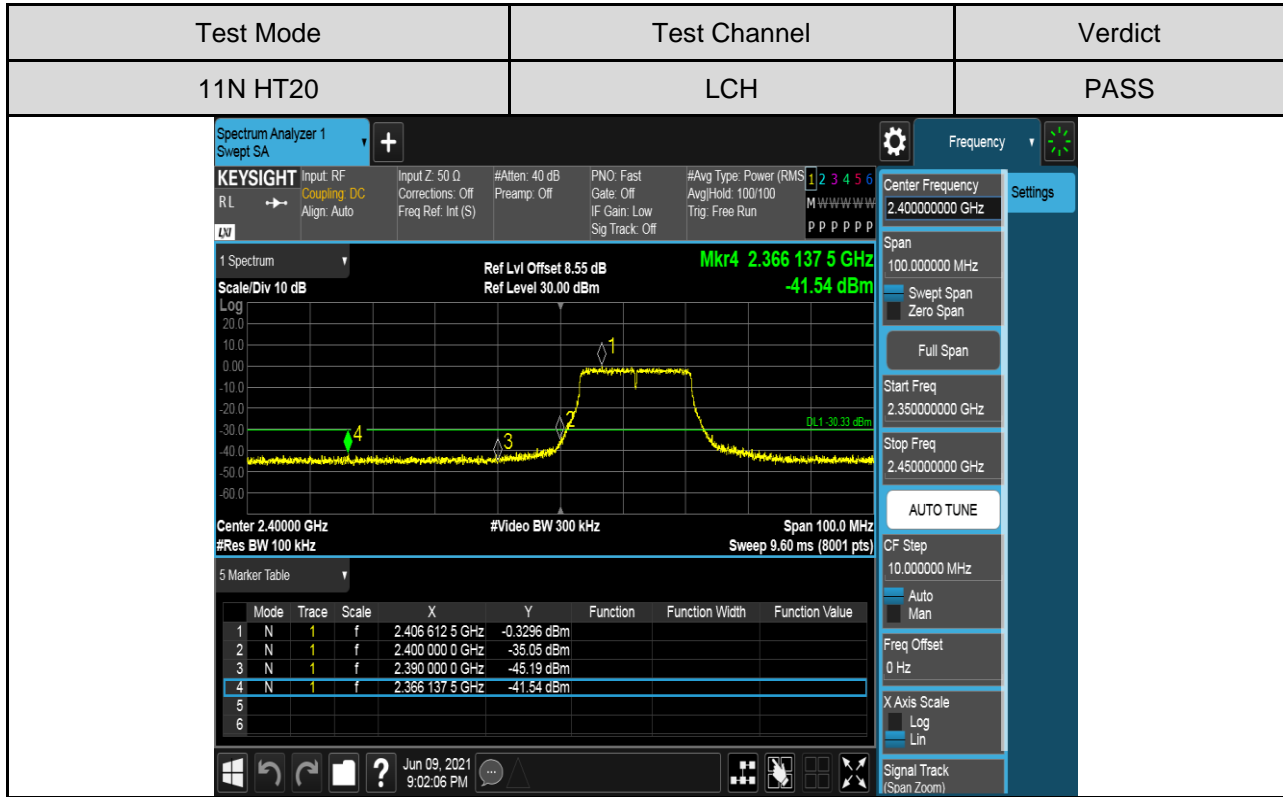 Test Mode Test Channel Verdict
11N HT20 LCH PASS
Spectrum Analyzer 1
Swept SA
+
Frequency
KEYSIGHT Input: RF Input Z: 50 Ω #Atten: 40 dB PNO: Fast #Avg Type: Power (RMS 1 2 3 4 5 6
RL Coupling: DC Corrections: Off Preamp: Off Gate: Off Avg|Hold: 100/100 M W W W W W
Align: Auto Freq Ref: Int (S) IF Gain: Low Trig: Free Run
LXI Sig Track: Off P P P P P P
1 Spectrum
Ref Lvl Offset 8.55 dB Mkr4 2.366 137 5 GHz
Scale/Div 10 dB Ref Level 30.00 dBm -41.54 dBm
Log
20.0
10.0
0.00
-10.0
-20.0
-30.0
-40.0
-50.0
-60.0
1
2
3
4
DL1 -30.33 dBm
Center 2.40000 GHz #Video BW 300 kHz Span 100.0 MHz
#Res BW 100 kHz Sweep 9.60 ms (8001 pts)
5 Marker Table
Mode Trace Scale X Y Function Function Width Function Value
1 N 1 f 2.406 612 5 GHz -0.3296 dBm
2 N 1 f 2.400 000 0 GHz -35.05 dBm
3 N 1 f 2.390 000 0 GHz -45.19 dBm
4 N 1 f 2.366 137 5 GHz -41.54 dBm
5
6
?
Jun 09, 2021
9:02:06 PM
Center Frequency
2.400000000 GHz
Settings
Span
100.000000 MHz
Swept Span
Zero Span
Full Span
Start Freq
2.350000000 GHz
Stop Freq
2.450000000 GHz
AUTO TUNE
CF Step
10.000000 MHz
Auto
Man
Freq Offset
0 Hz
X Axis Scale
Log
Lin
Signal Track
(Span Zoom)